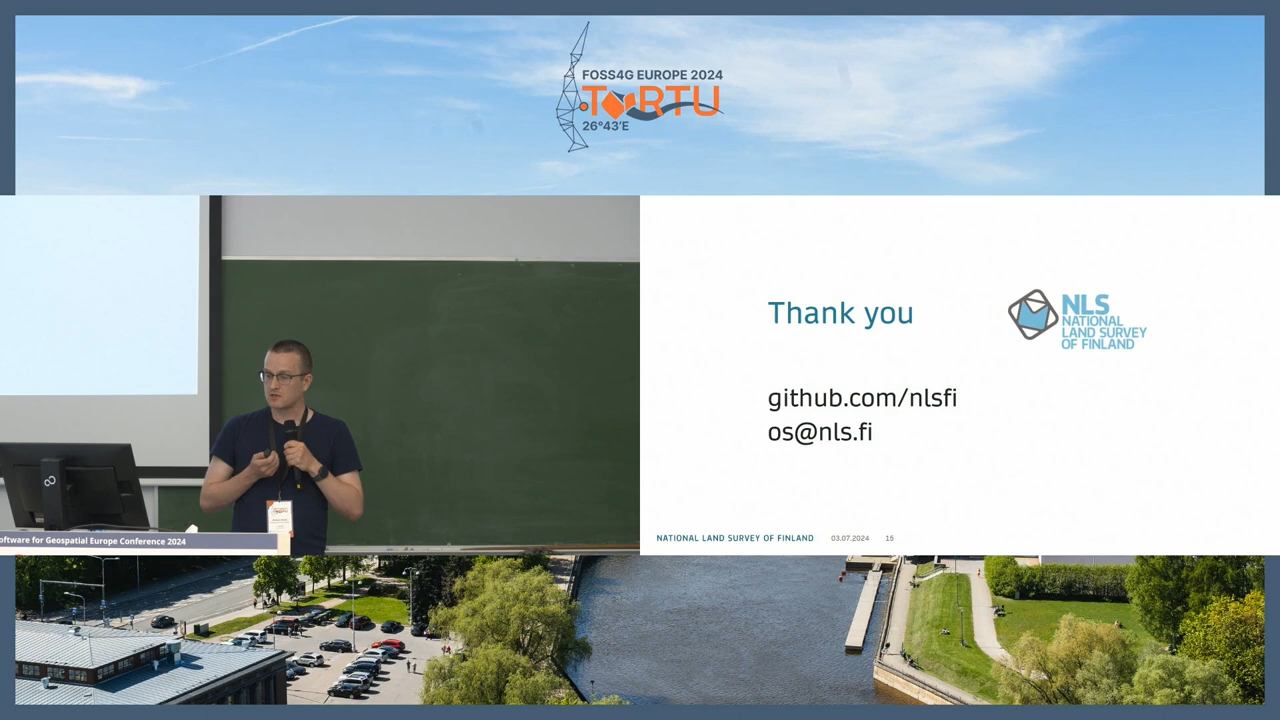 FOSS4G EUROPE 2024
TARTU
26°43'E
Thank you
NLS
NATIONAL
LAND SURVEY
OF FINLAND
github.com/nlsfi
os@nls.fi
oftware for Geospatial Europe Conference 2024
NATIONAL LAND SURVEY OF FINLAND 03.07.2024 15